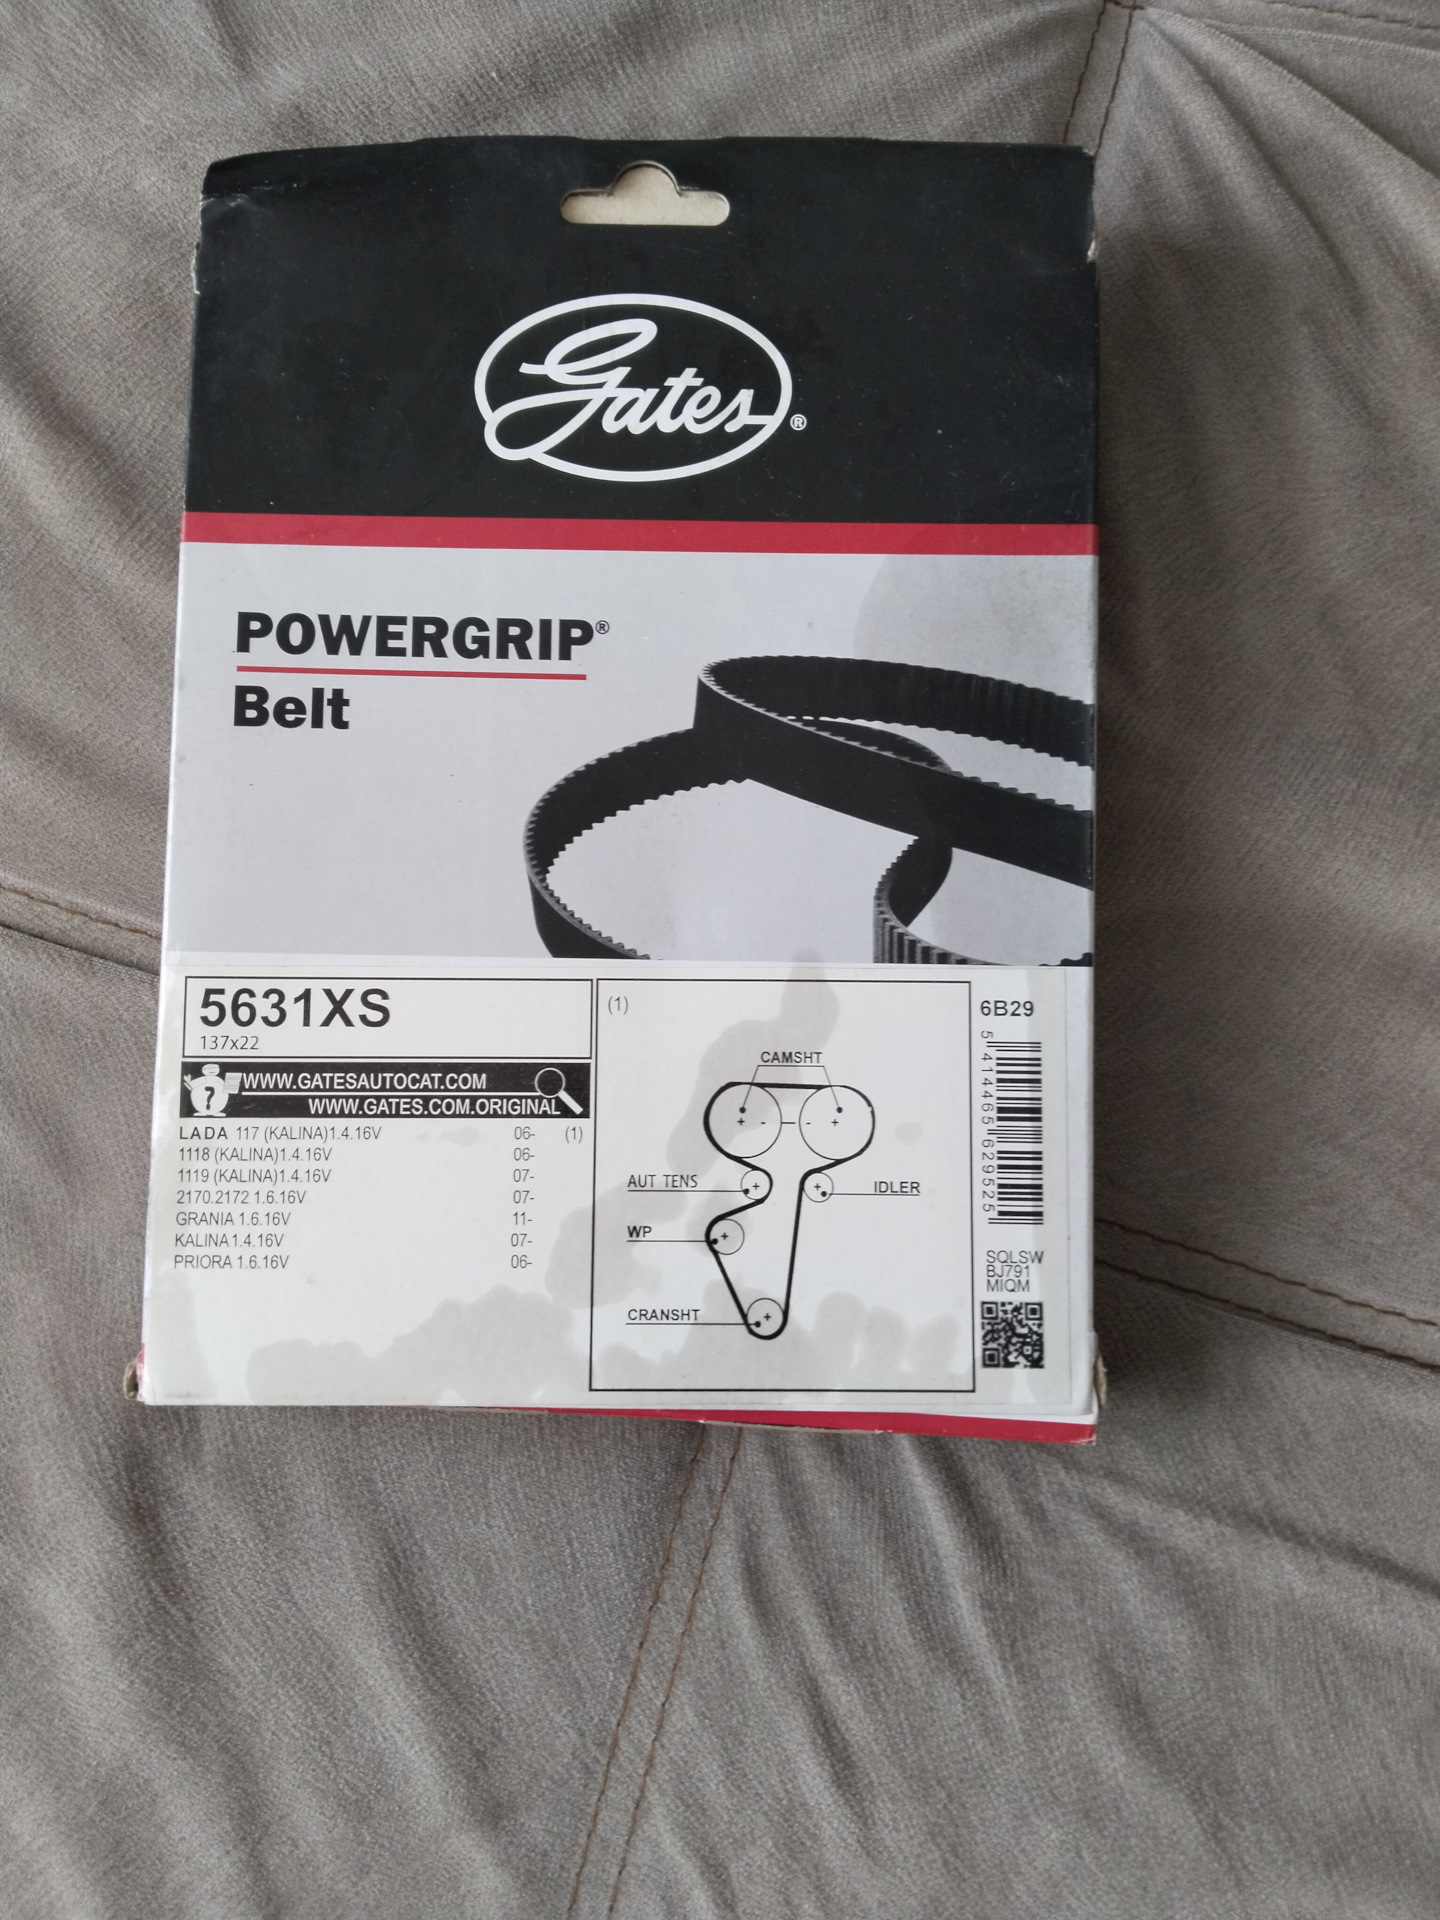 Gates®
POWERGRIP®
Belt
5631XS
137x22
WWW.GATESAUTOCAT.COM
WWW.GATES.COM.ORIGINAL
LADA 117 (KALINA)1.4.16V 06- (1)
1118 (KALINA)1.4.16V 06-
1119 (KALINA)1.4.16V 07-
2170.2172 1.6.16V 07-
GRANIA 1.6.16V 11-
KALINA 1.4.16V 07-
PRIORA 1.6.16V 06-
(1)
CAMSHT
AUT TENS
IDLER
WP
CRANSHT
6B29
5 414465 629525
SQLSW
BJ791
MIQM